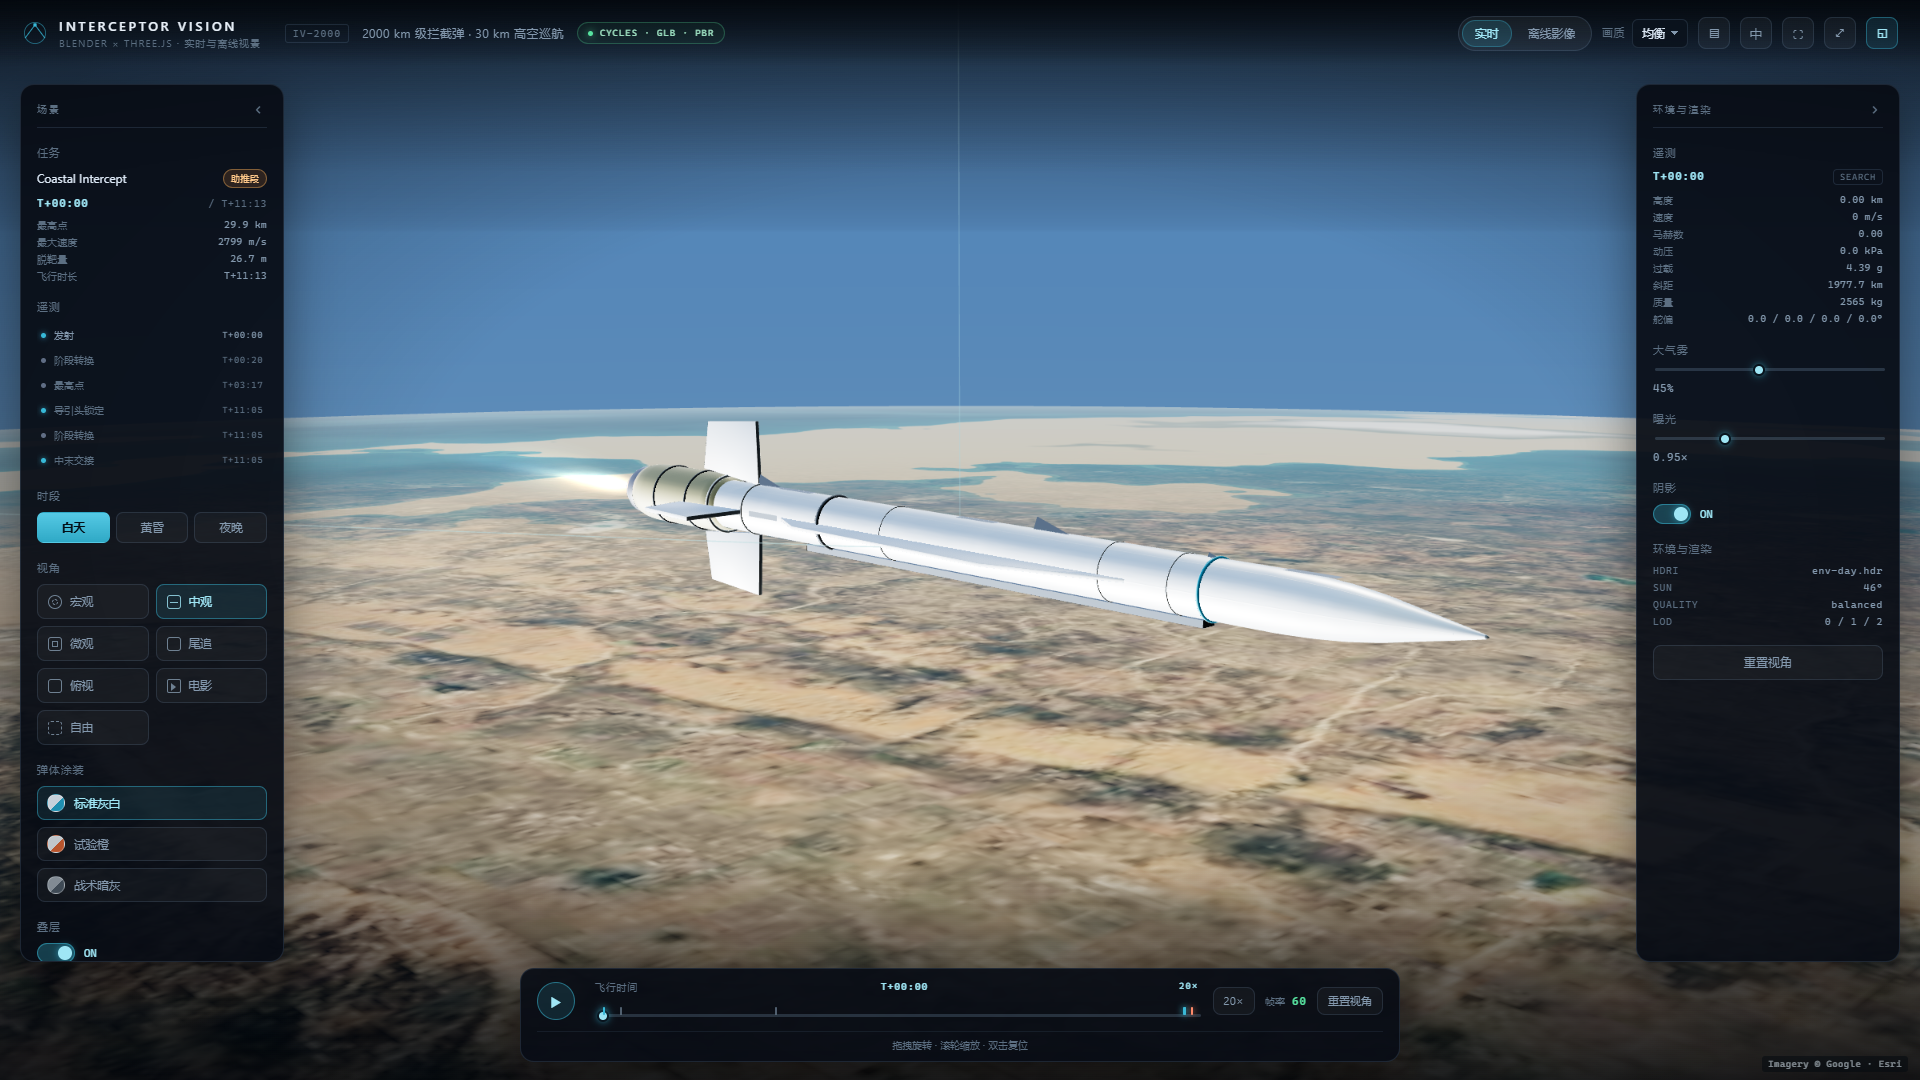 INTERCEPTOR VISION
BLENDER × THREE.JS · 实时与离线视景
IV-2000
2000 km 级拦截弹 · 30 km 高空巡航
CYCLES · GLB · PBR
实时
离线影像
画质
均衡
中
场景
任务
Coastal Intercept
助推段
T+00:00
/ T+11:13
最高点 29.9 km
最大速度 2799 m/s
脱靶量 26.7 m
飞行时长 T+11:13
遥测
发射 T+00:00
阶段转换 T+00:20
最高点 T+03:17
导引头锁定 T+11:05
阶段转换 T+11:05
中末交接 T+11:05
时段
白天
黄昏
夜晚
视角
宏观
中观
微观
尾追
俯视
电影
自由
弹体涂装
标准灰白
试验橙
战术暗灰
叠层
ON
环境与渲染
遥测
T+00:00
SEARCH
高度 0.00 km
速度 0 m/s
马赫数 0.00
动压 0.0 kPa
过载 4.39 g
斜距 1977.7 km
质量 2565 kg
舵偏 0.0 / 0.0 / 0.0 / 0.0°
大气雾
45%
曝光
0.95×
阴影
ON
环境与渲染
HDRI env-day.hdr
SUN 46°
QUALITY balanced
LOD 0 / 1 / 2
重置视角
飞行时间
T+00:00
20×
20×
帧率 60
重置视角
拖拽旋转 · 滚轮缩放 · 双击复位
Imagery © Google · Esri